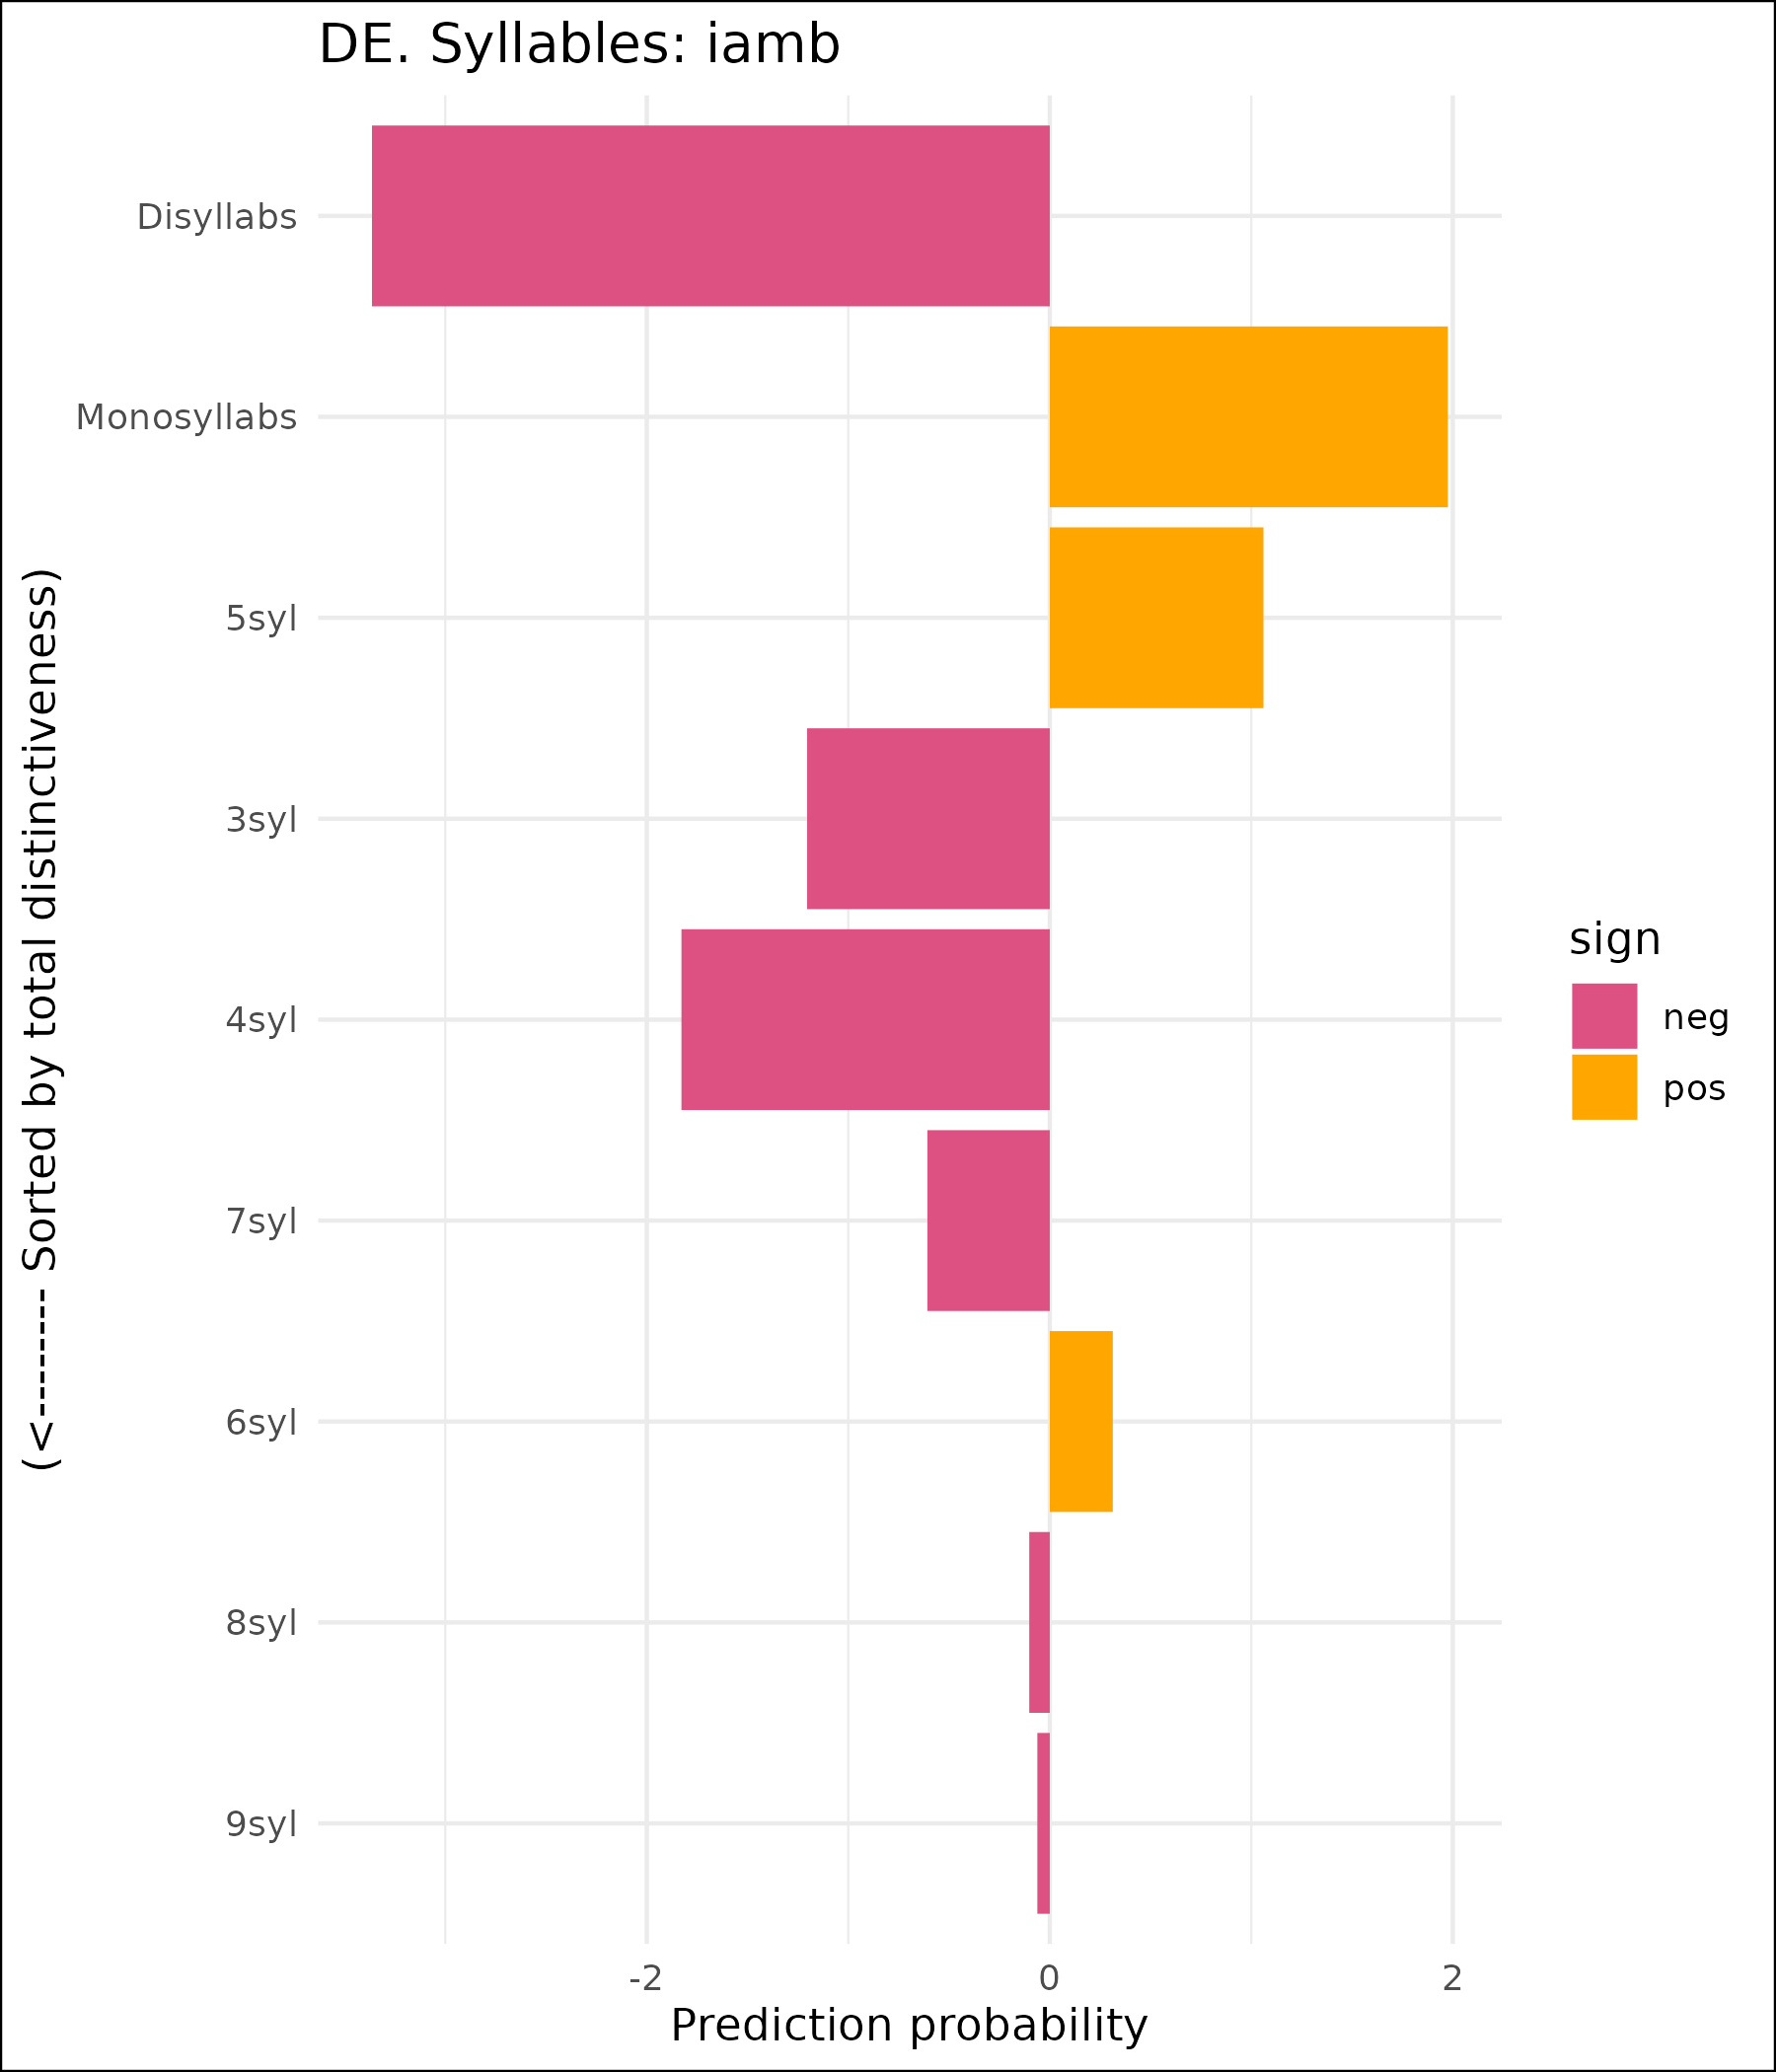 DE. Syllables: iamb
(<-------- Sorted by total distinctiveness)
Disyllabs
Monosyllabs
5syl
3syl
4syl
7syl
6syl
8syl
9syl
-2 0 2
Prediction probability
sign
neg
pos